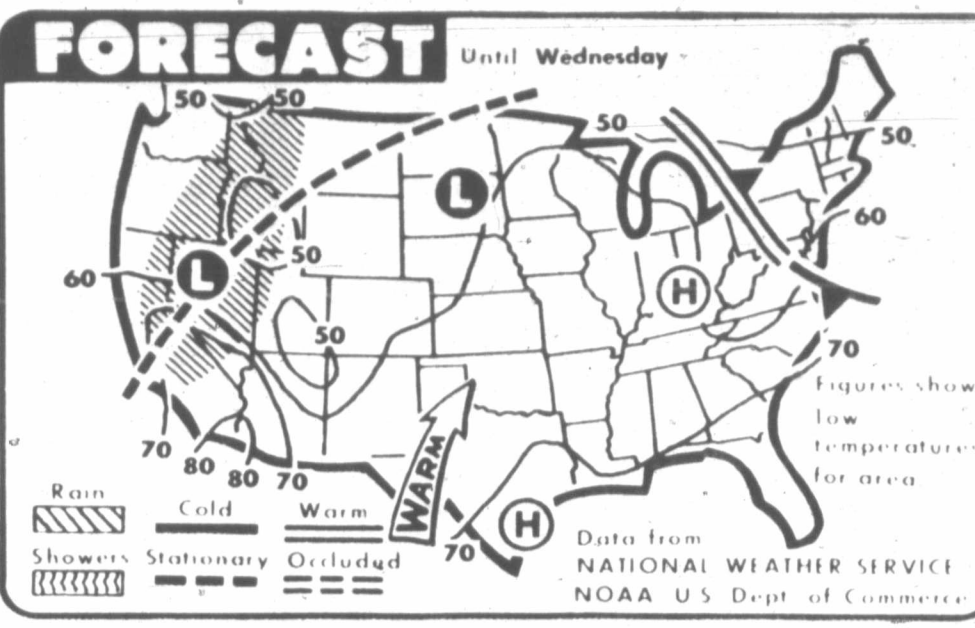 FORECAST
Until Wednesday
50
50
50
50
L
60
L
50
60
H
50
70
Figures show
low
temperature
for area
70
80
80
70
WARM
H
70
Rain
Cold
Warm
Showers
Stationary
Occluded
Data from
NATIONAL WEATHER SERVICE
NOAA U S Dept of Commerce